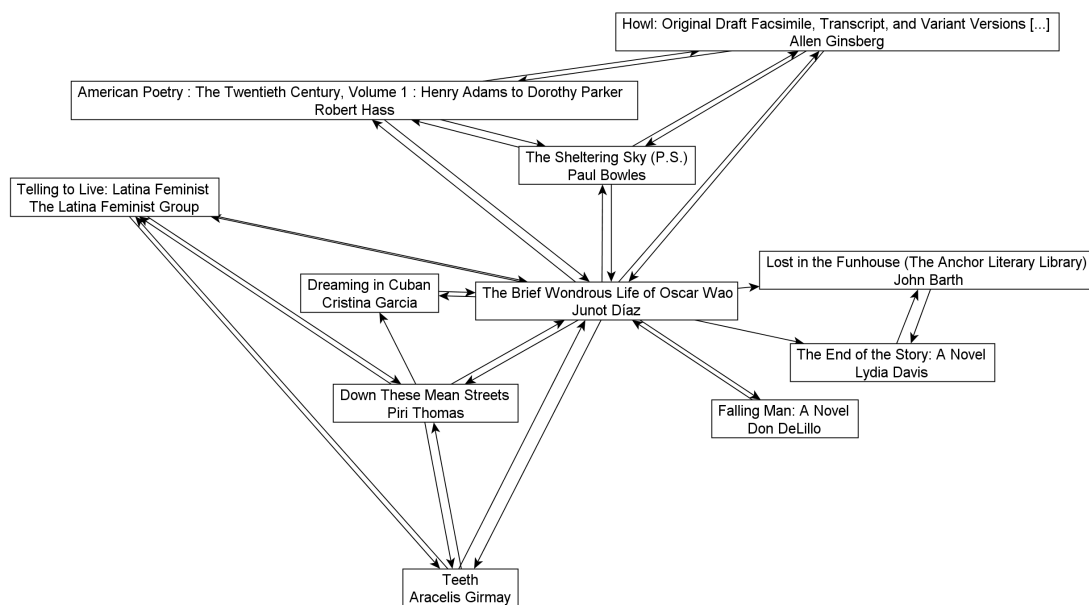 Howl: Original Draft Facsimile, Transcript, and Variant Versions [...]
Allen Ginsberg
American Poetry : The Twentieth Century, Volume 1 : Henry Adams to Dorothy Parker
Robert Hass
The Sheltering Sky (P.S.)
Paul Bowles
Telling to Live: Latina Feminist
The Latina Feminist Group
Lost in the Funhouse (The Anchor Literary Library)
John Barth
Dreaming in Cuban
Cristina Garcia
The Brief Wondrous Life of Oscar Wao
Junot Díaz
The End of the Story: A Novel
Lydia Davis
Down These Mean Streets
Piri Thomas
Falling Man: A Novel
Don DeLillo
Teeth
Aracelis Girmay